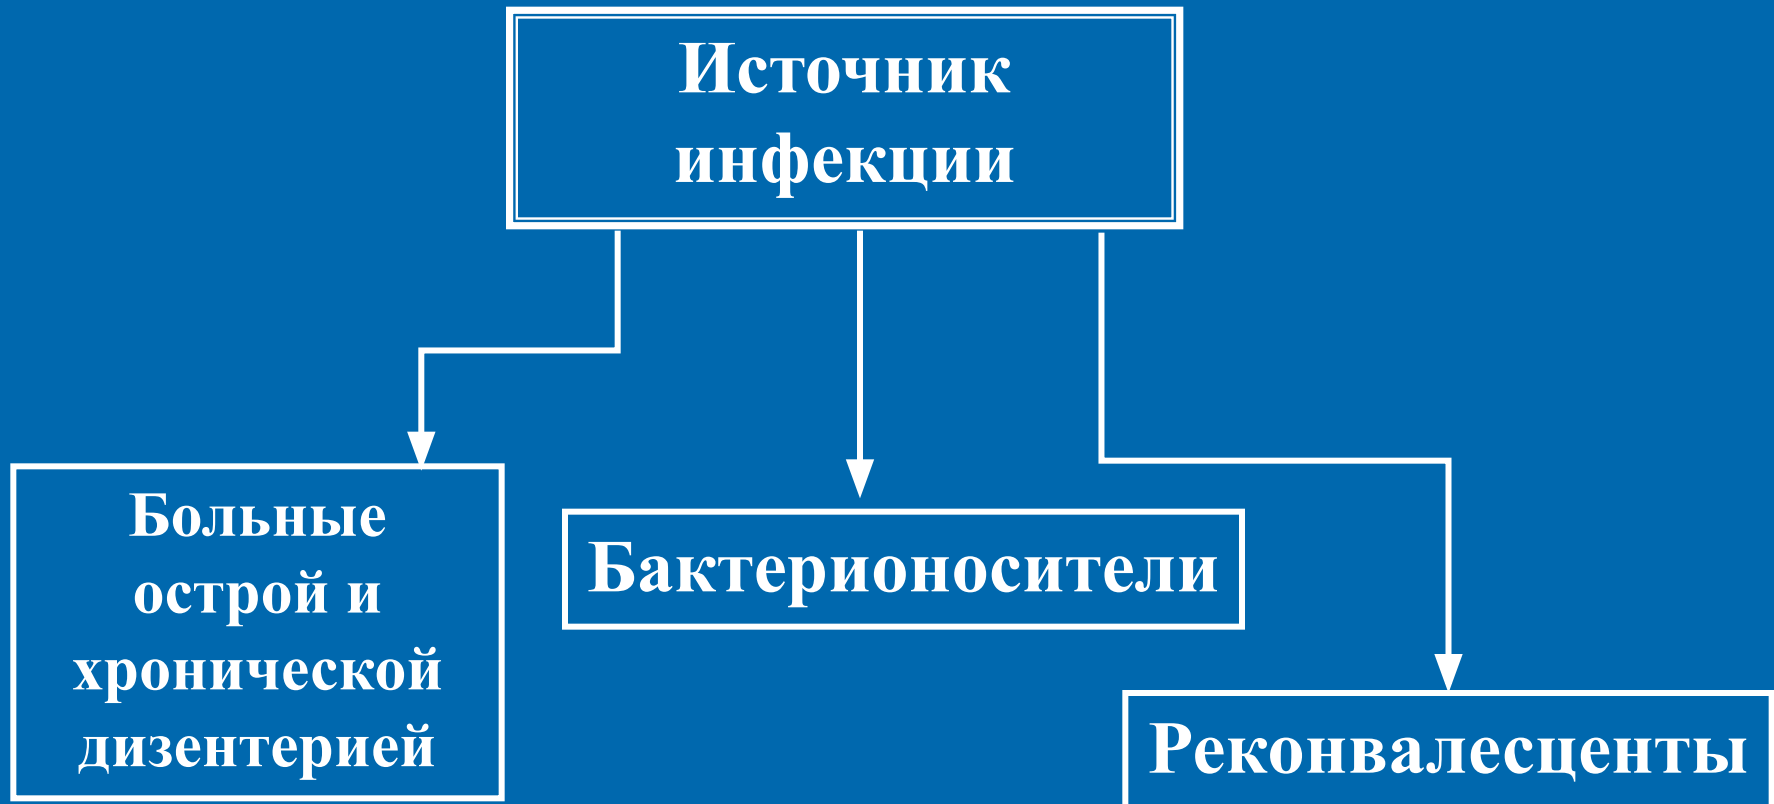 Источник
инфекции
Больные
острой и
хронической
дизентерией
Бактерионосители
Реконвалесценты